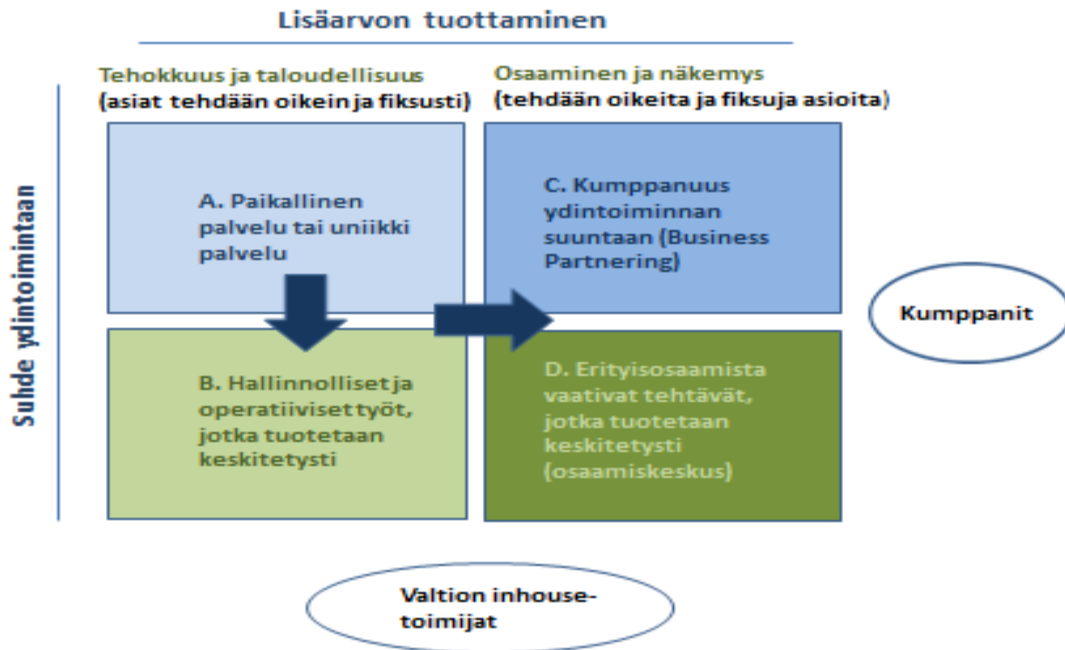 Lisäarvon tuottaminen
Tehokkuus ja taloudellisuus
(asiat tehdään oikein ja fiksusti)
Osaaminen ja näkemys
(tehdään oikeita ja fiksuja asioita)
Suhde ydintoimintaan
A. Paikallinen
palvelu tai uniikki
palvelu
C. Kumppanuus
ydintoiminnan
suuntaan (Business
Partnering)
Kumppanit
B. Hallinnolliset ja
operatiiviset työt,
jotka tuotetaan
keskitetysti
D. Erityisosaamista
vaativat tehtävät,
jotka tuotetaan
keskitetysti
(osaamiskeskus)
Valtion inhouse-
toimijat